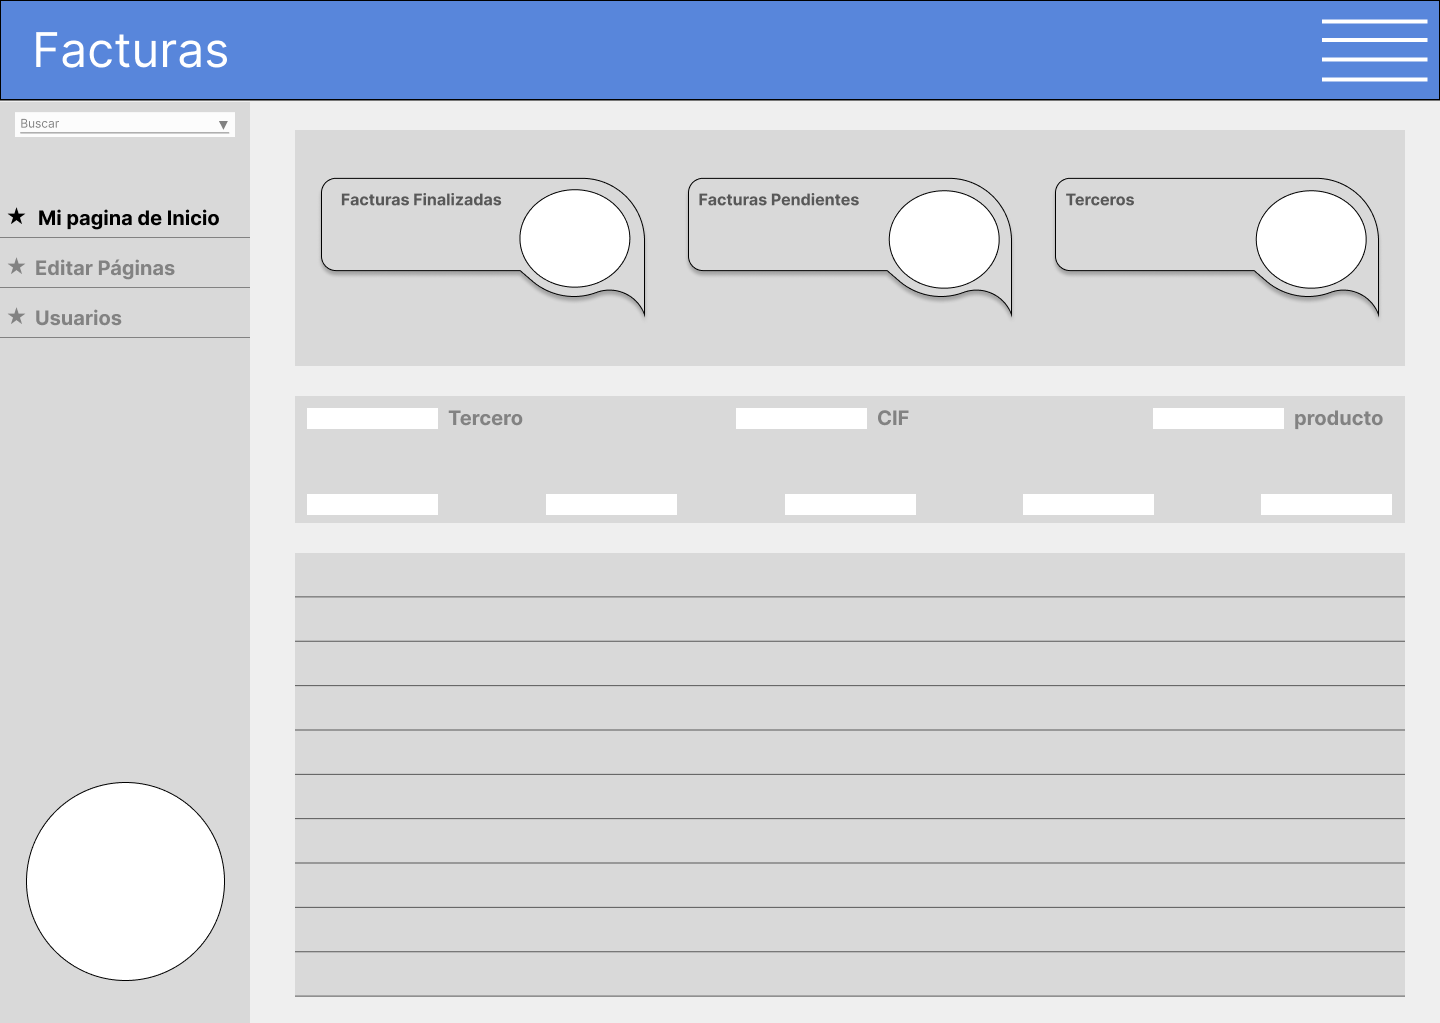 Facturas
Buscar
Mi pagina de Inicio
Editar Páginas
Usuarios
Facturas Finalizadas
Facturas Pendientes
Terceros
Tercero
CIF
producto